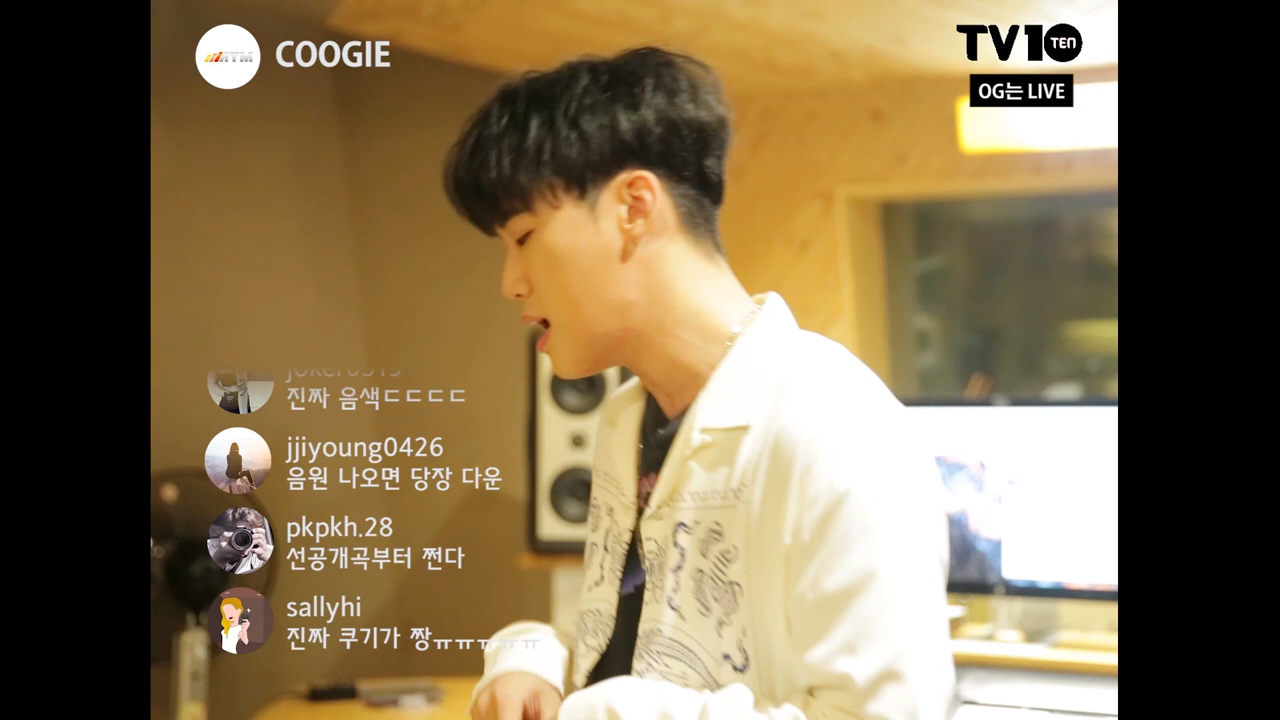 ATM
COOGIE
TV10
TEN
OG는 LIVE
joker0519
진짜 음색ㄷㄷㄷㄷ
jjiyoung0426
음원 나오면 당장 다운
pkpkh.28
선공개곡부터 쩐다
sallyhi
진짜 쿠기가 짱ㅠㅠㅠㅠㅠ